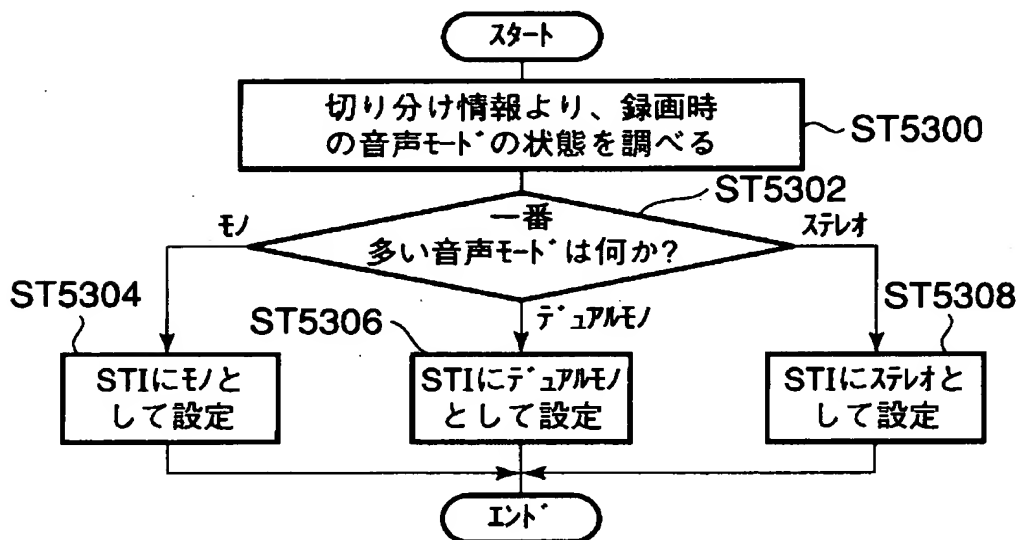 スタート
切り分け情報より、録画時
の音声モードの状態を調べる
ST5300
ST5302
一番
多い音声モードは何か?
モノ
ステレオ
デュアルモノ
ST5304
ST5306
ST5308
STIにモノと
して設定
STIにデュアルモノ
として設定
STIにステレオと
して設定
エンド